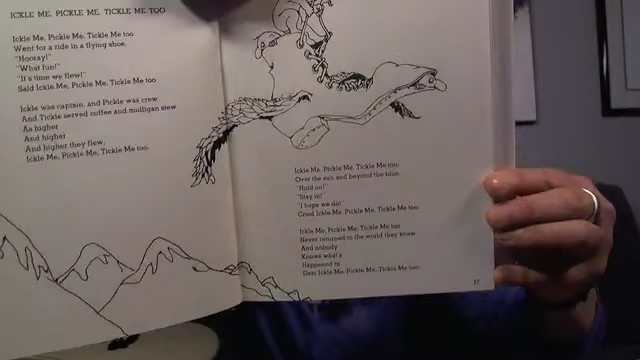 ICKLE ME, PICKLE ME, TICKLE ME TOO
Ickle Me, Pickle Me, Tickle Me too
Went for a ride in a flying shoe.
"Hooray!"
"What fun!"
"It's time we flew!"
Said Ickle Me, Pickle Me, Tickle Me too.
Ickle was captain, and Pickle was crew
And Tickle served coffee and mulligan stew
As higher
And higher
And higher they flew,
Ickle Me, Pickle Me, Tickle Me too.
Ickle Me, Pickle Me, Tickle Me too,
Over the sun and beyond the blue.
"Hold on!"
"Stay in!"
"I hope we do!"
Cried Ickle Me, Pickle Me, Tickle Me too.
Ickle Me, Pickle Me, Tickle Me too
Never returned to the world they knew,
And nobody
Knows what's
Happened to
Dear Ickle Me, Pickle Me, Tickle Me too.
17